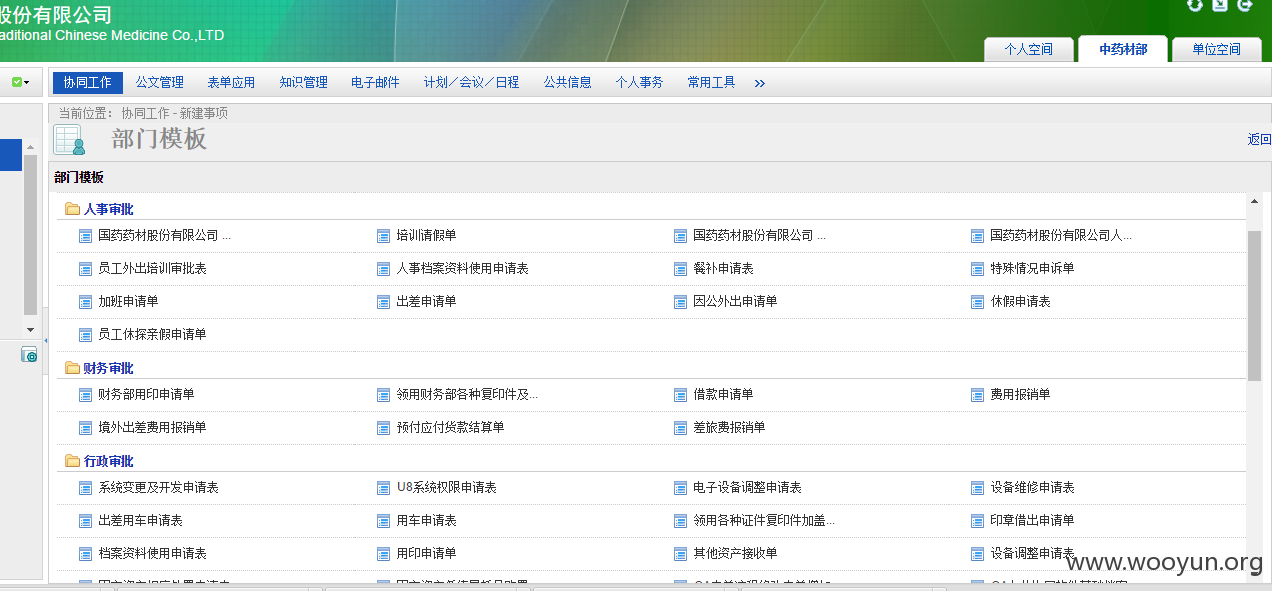 股份有限公司
aditional Chinese Medicine Co.,LTD
个人空间 中药材部 单位空间
协同工作 公文管理 表单应用 知识管理 电子邮件 计划／会议／日程 公共信息 个人事务 常用工具 »
当前位置： 协同工作 - 新建事项
部门模板
返回
部门模板
人事审批
国药药材股份有限公司 ... 培训请假单 国药药材股份有限公司 ... 国药药材股份有限公司人...
员工外出培训审批表 人事档案资料使用申请表 餐补申请表 特殊情况申诉单
加班申请单 出差申请单 因公外出申请单 休假申请表
员工休探亲假申请单
财务审批
财务部用印申请单 领用财务部各种复印件及... 借款申请单 费用报销单
境外出差费用报销单 预付应付货款结算单 差旅费报销单
行政审批
系统变更及开发申请表 U8系统权限申请表 电子设备调整申请表 设备维修申请表
出差用车申请表 用车申请表 领用各种证件复印件加盖... 印章借出申请单
档案资料使用申请表 用印申请单 其他资产接收单 设备调整申请表
www.wooyun.org